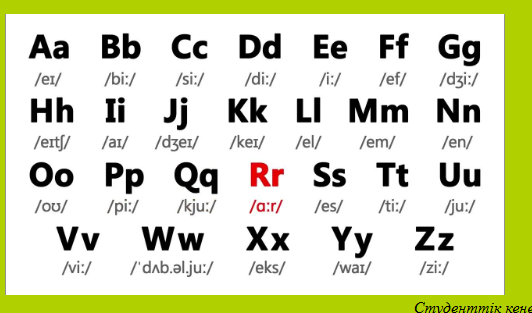 Aa Bb Cc Dd Ee Ff Gg
/eɪ/ /biː/ /siː/ /diː/ /iː/ /ef/ /dʒiː/
Hh Ii Jj Kk Ll Mm Nn
/eɪtʃ/ /aɪ/ /dʒeɪ/ /keɪ/ /el/ /em/ /en/
Oo Pp Qq Rr Ss Tt Uu
/oʊ/ /piː/ /kjuː/ /ɑːr/ /es/ /tiː/ /juː/
Vv Ww Xx Yy Zz
/viː/ /ˈdʌb.əl.juː/ /eks/ /waɪ/ /ziː/
Студенттік